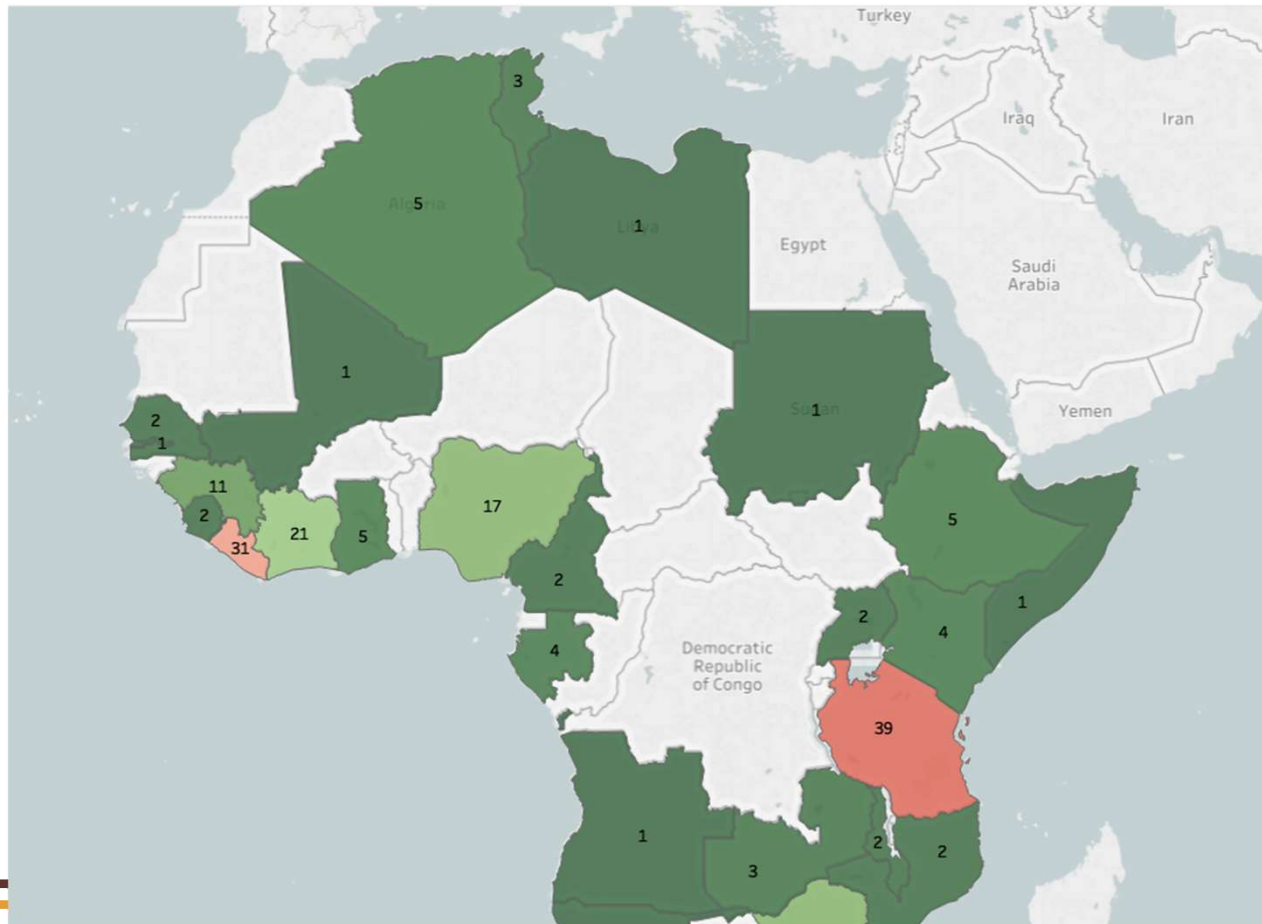 Turkey
3
Iraq
Iran
Algeria
5
Libya
1
Egypt
Saudi
Arabia
1
2
1
Sudan
1
Yemen
11
2
31
21
5
17
5
2
1
2
4
4
Democratic
Republic
of Congo
39
1
2
2
3